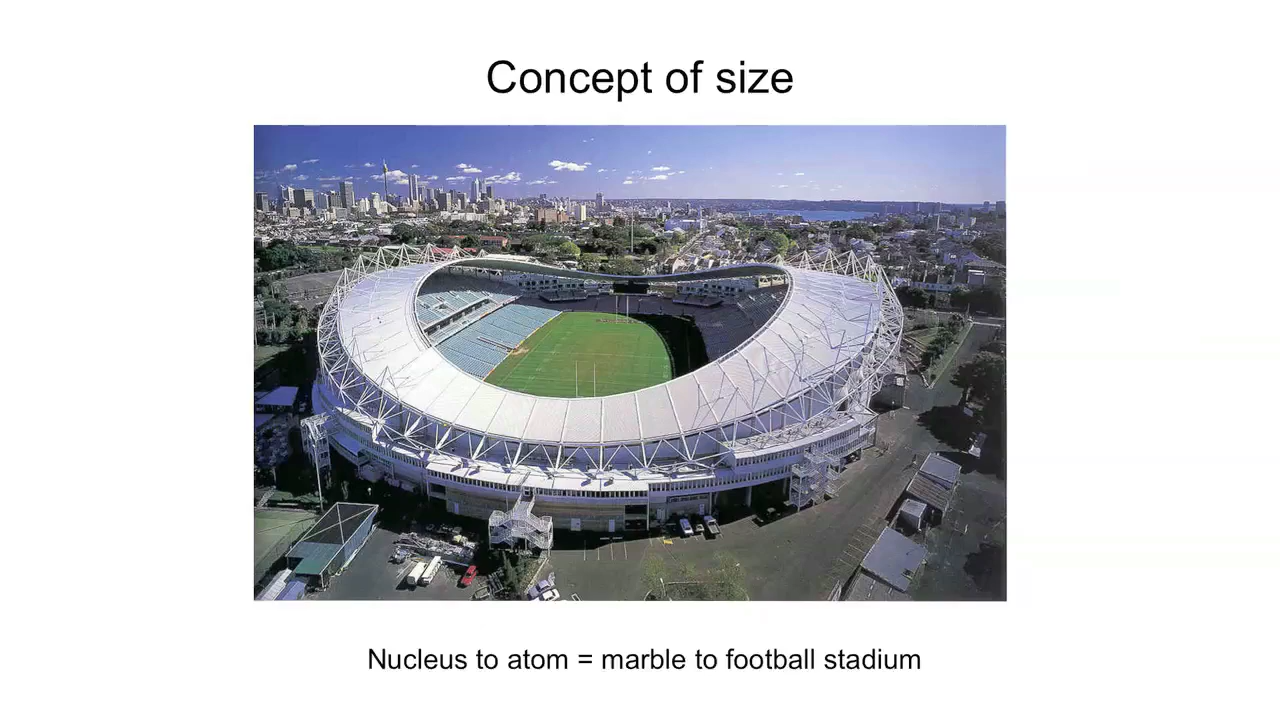 Concept of size
Nucleus to atom = marble to football stadium